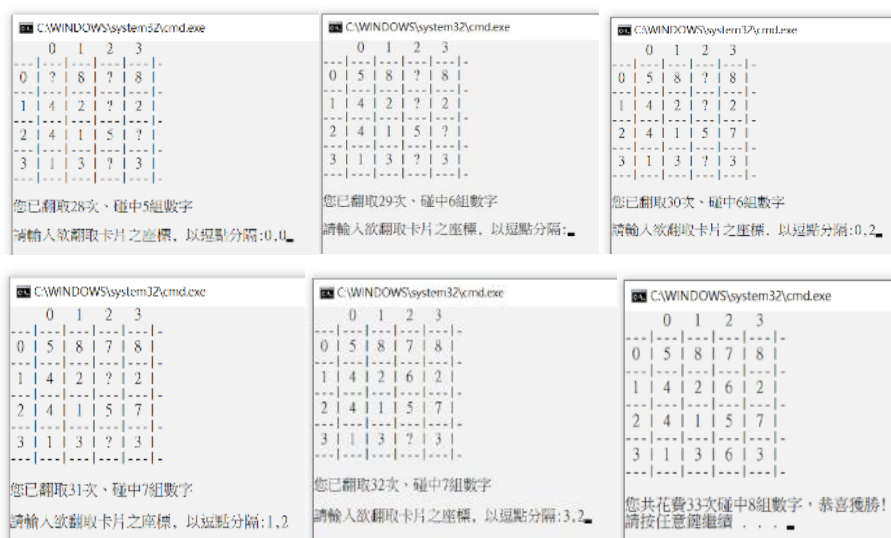 C:\WINDOWS\system32\cmd.exe
0 1 2 3
---|---|---|---|---|-
0 | ? | 8 | ? | 8 |
---|---|---|---|---|-
1 | 4 | 2 | ? | 2 |
---|---|---|---|---|-
2 | 4 | 1 | 5 | ? |
---|---|---|---|---|-
3 | 1 | 3 | ? | 3 |
---|---|---|---|---|-
您已翻取28次、碰中5組數字
請輸入欲翻取卡片之座標, 以逗點分隔:0,0
C:\WINDOWS\system32\cmd.exe
0 1 2 3
---|---|---|---|---|-
0 | 5 | 8 | ? | 8 |
---|---|---|---|---|-
1 | 4 | 2 | ? | 2 |
---|---|---|---|---|-
2 | 4 | 1 | 5 | ? |
---|---|---|---|---|-
3 | 1 | 3 | ? | 3 |
---|---|---|---|---|-
您已翻取29次、碰中6組數字
請輸入欲翻取卡片之座標, 以逗點分隔:
C:\WINDOWS\system32\cmd.exe
0 1 2 3
---|---|---|---|---|-
0 | 5 | 8 | ? | 8 |
---|---|---|---|---|-
1 | 4 | 2 | ? | 2 |
---|---|---|---|---|-
2 | 4 | 1 | 5 | 7 |
---|---|---|---|---|-
3 | 1 | 3 | ? | 3 |
---|---|---|---|---|-
您已翻取30次、碰中6組數字
請輸入欲翻取卡片之座標, 以逗點分隔:0,2
C:\WINDOWS\system32\cmd.exe
0 1 2 3
---|---|---|---|---|-
0 | 5 | 8 | 7 | 8 |
---|---|---|---|---|-
1 | 4 | 2 | ? | 2 |
---|---|---|---|---|-
2 | 4 | 1 | 5 | 7 |
---|---|---|---|---|-
3 | 1 | 3 | ? | 3 |
---|---|---|---|---|-
您已翻取31次、碰中7組數字
請輸入欲翻取卡片之座標, 以逗點分隔:1,2
C:\WINDOWS\system32\cmd.exe
0 1 2 3
---|---|---|---|---|-
0 | 5 | 8 | 7 | 8 |
---|---|---|---|---|-
1 | 4 | 2 | 6 | 2 |
---|---|---|---|---|-
2 | 4 | 1 | 5 | 7 |
---|---|---|---|---|-
3 | 1 | 3 | ? | 3 |
---|---|---|---|---|-
您已翻取32次、碰中7組數字
請輸入欲翻取卡片之座標, 以逗點分隔:3,2
C:\WINDOWS\system32\cmd.exe
0 1 2 3
---|---|---|---|---|-
0 | 5 | 8 | 7 | 8 |
---|---|---|---|---|-
1 | 4 | 2 | 6 | 2 |
---|---|---|---|---|-
2 | 4 | 1 | 5 | 7 |
---|---|---|---|---|-
3 | 1 | 3 | 6 | 3 |
---|---|---|---|---|-
您共花費33次碰中8組數字，恭喜獲勝!
請按任意鍵繼續 . . .